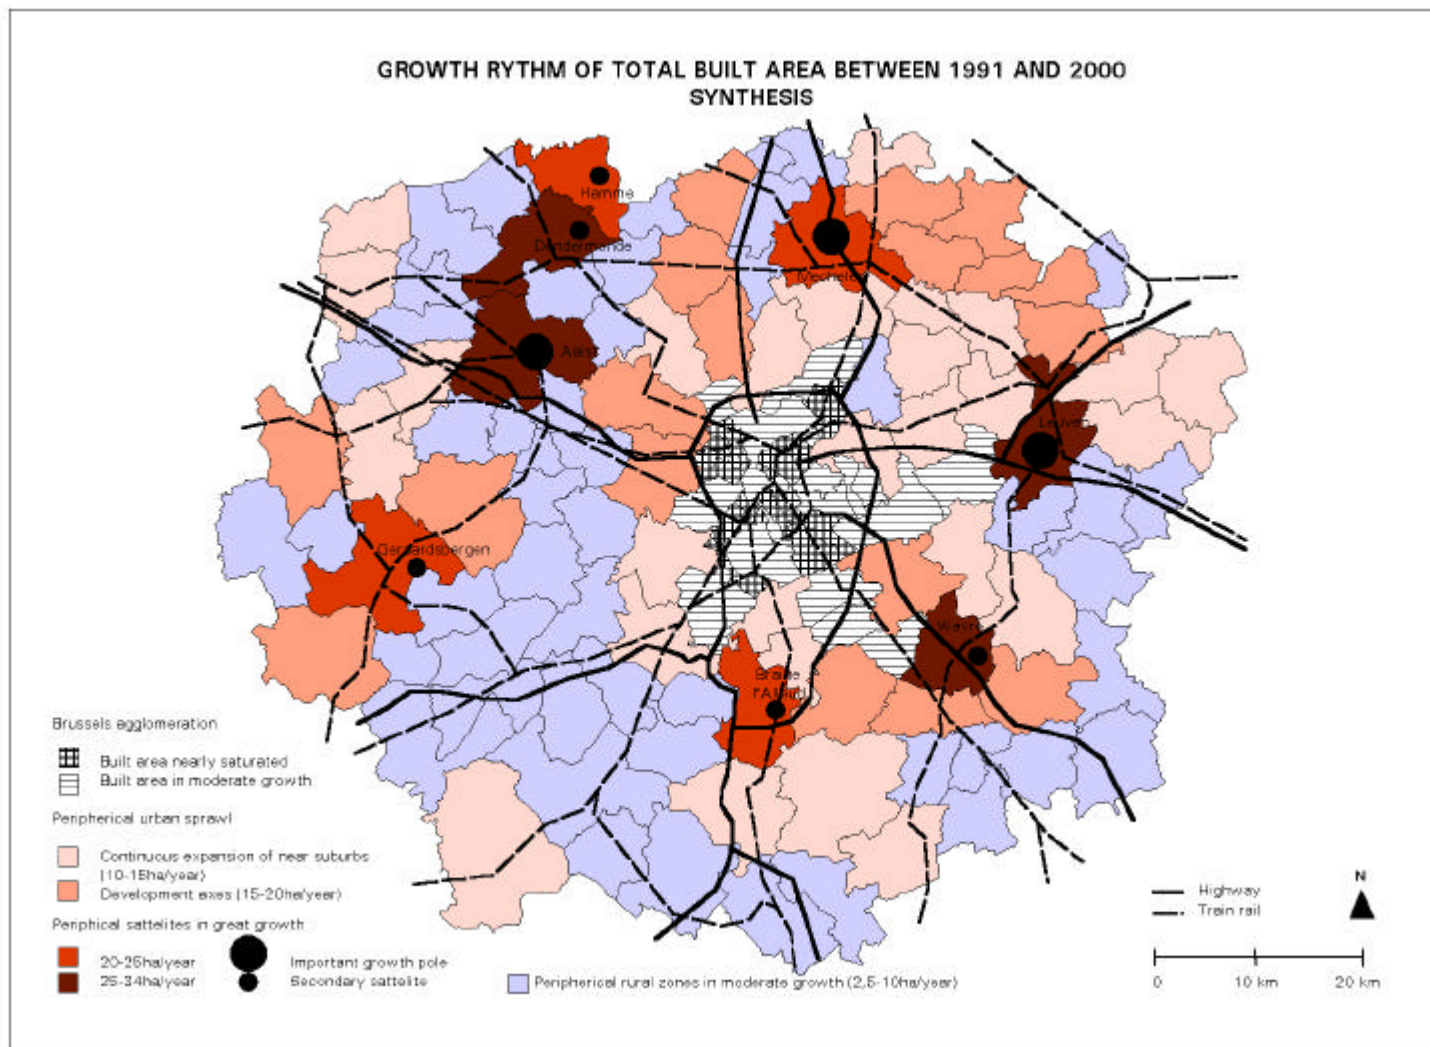 GROWTH RYTHM OF TOTAL BUILT AREA BETWEEN 1991 AND 2000
SYNTHESIS
Hamme
Dendermonde
Mechelen
Aalst
Leuven
Geraardsbergen
Wavre
Braine
l'Alleud
Brussels agglomeration
Built area nearly saturated
Built area in moderate growth
Peripherical urban sprawl
Continuous expansion of near suburbs
(10-15ha/year)
Development axes (15-20ha/year)
Periphical sattelites in great growth
20-25ha/year
25-34ha/year
Important growth pole
Secondary sattelite
Peripherical rural zones in moderate growth (2,5-10ha/year)
Highway
Train rail
N
0 10 km 20 km